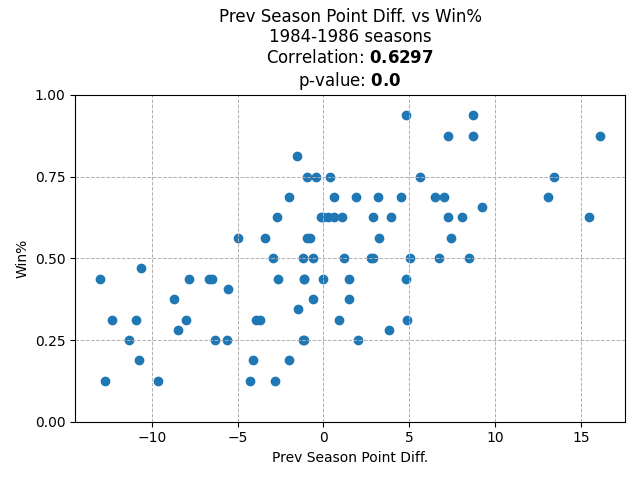 Prev Season Point Diff. vs Win%
1984-1986 seasons
Correlation: 0.6297
p-value: 0.0
1.00
0.75
0.50
0.25
0.00
Win%
−10 −5 0 5 10 15
Prev Season Point Diff.